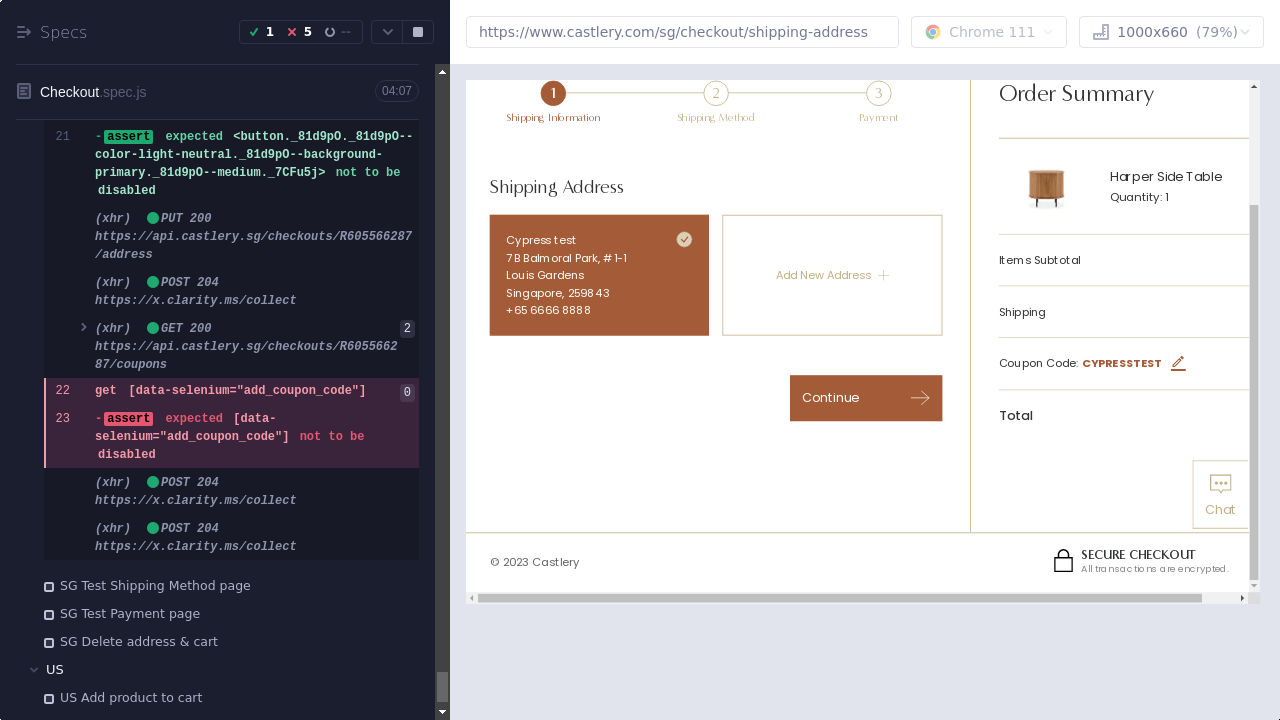 Specs
1
5
--
Checkout.spec.js
04:07
21 -assert expected <button._81d9pO._81d9pO--
color-light-neutral._81d9pO--background-
primary._81d9pO--medium._7CFu5j> not to be
disabled
(xhr) PUT 200
https://api.castlery.sg/checkouts/R605566287
/address
(xhr) POST 204
https://x.clarity.ms/collect
(xhr) GET 200 2
https://api.castlery.sg/checkouts/R6055662
87/coupons
22 get [data-selenium="add_coupon_code"] 0
23 -assert expected [data-
selenium="add_coupon_code"] not to be
disabled
(xhr) POST 204
https://x.clarity.ms/collect
(xhr) POST 204
https://x.clarity.ms/collect
SG Test Shipping Method page
SG Test Payment page
SG Delete address & cart
US
US Add product to cart
https://www.castlery.com/sg/checkout/shipping-address
Chrome 111
1000x660 (79%)
1
Shipping Information
2
Shipping Method
3
Payment
Shipping Address
Cypress test
7B Balmoral Park, #1-1
Louis Gardens
Singapore, 259843
+65 6666 8888
Add New Address
Continue
Order Summary
Harper Side Table
Quantity: 1
Items Subtotal
Shipping
Coupon Code: CYPRESSTEST
Total
Chat
© 2023 Castlery
SECURE CHECKOUT
All transactions are encrypted.